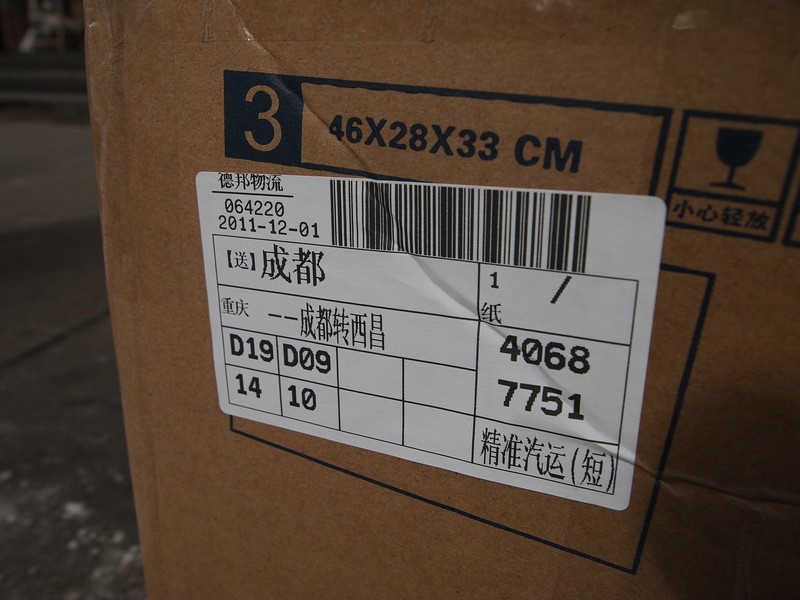 3
46X28X33 CM
小心轻放
德邦物流
064220
2011-12-01
【送】成都
1 /
重庆 ——成都转西昌
纸
D19 D09
4068
14 10
7751
精准汽运(短)